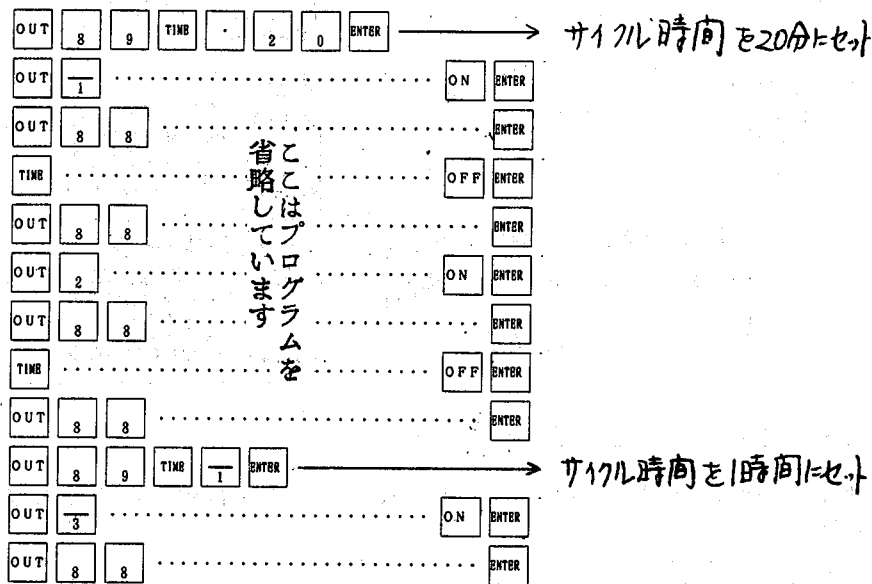 OUT 8 9 TIME · 2 0 ENTER → サイクル時間を20分にセット
OUT 1 ‥‥‥ ON ENTER
OUT 8 8 ‥‥‥ ENTER
TIME ‥‥‥ OFF ENTER
OUT 8 8 ‥‥‥ ENTER
OUT 2 ‥‥‥ ON ENTER
OUT 8 8 ‥‥‥ ENTER
TIME ‥‥‥ OFF ENTER
OUT 8 8 ‥‥‥ ENTER
ここはプログラムを
省略しています
OUT 8 9 TIME 1 ENTER → サイクル時間を1時間にセット
OUT 3 ‥‥‥ ON ENTER
OUT 8 8 ‥‥‥ ENTER